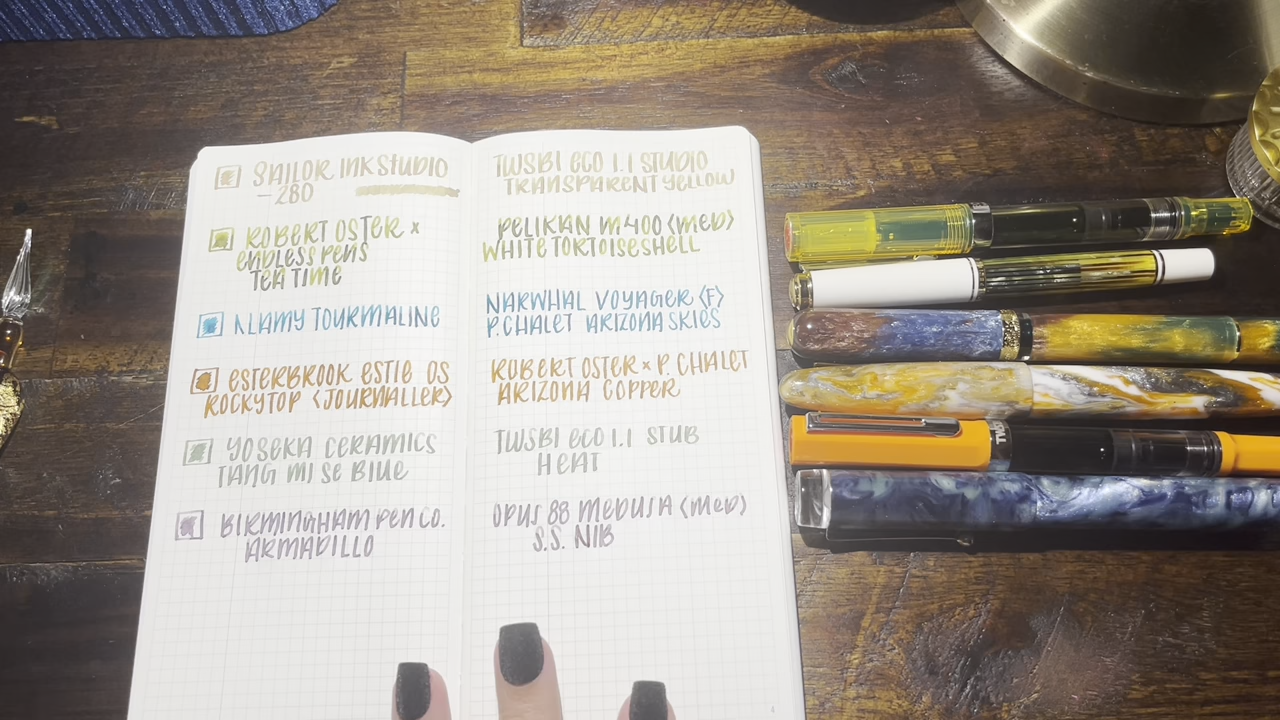 SAILOR INK STUDIO
-280
TWSBI ECO 1.1 STUDIO
TRANSPARENT YELLOW
ROBERT OSTER x
ENDLESS PENS
TEA TIME
PELIKAN M400 <MED>
WHITE TORTOISESHELL
LAMY TOURMALINE
NARWHAL VOYAGER <F>
P. CHALET ARIZONA SKIES
ESTERBROOK ESTIE OS
ROCKYTOP <JOURNALLER>
ROBERT OSTER x P. CHALET
ARIZONA COPPER
YOSEKA CERAMICS
TANG MI SE BLUE
TWSBI ECO 1.1 STUB
HEAT
BIRMINGHAM PEN CO.
ARMADILLO
OPUS 88 MEDUSA <MED>
S.S. NIB